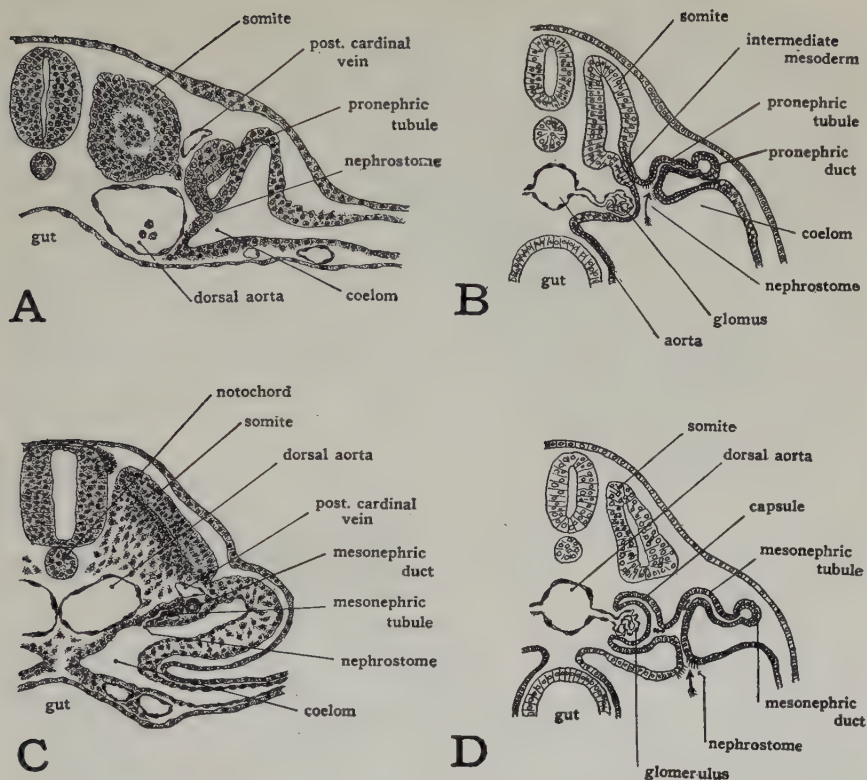 somite
post. cardinal
vein
pronephric
tubule
nephrostome
gut
dorsal aorta
coelom
A
somite
intermediate
mesoderm
pronephric
tubule
pronephric
duct
coelom
nephrostome
gut
glomus
aorta
B
notochord
somite
dorsal aorta
post. cardinal
vein
mesonephric
duct
mesonephric
tubule
nephrostome
gut
coelom
C
somite
dorsal aorta
capsule
mesonephric
tubule
mesonephric
duct
gut
nephrostome
glomerulus
D